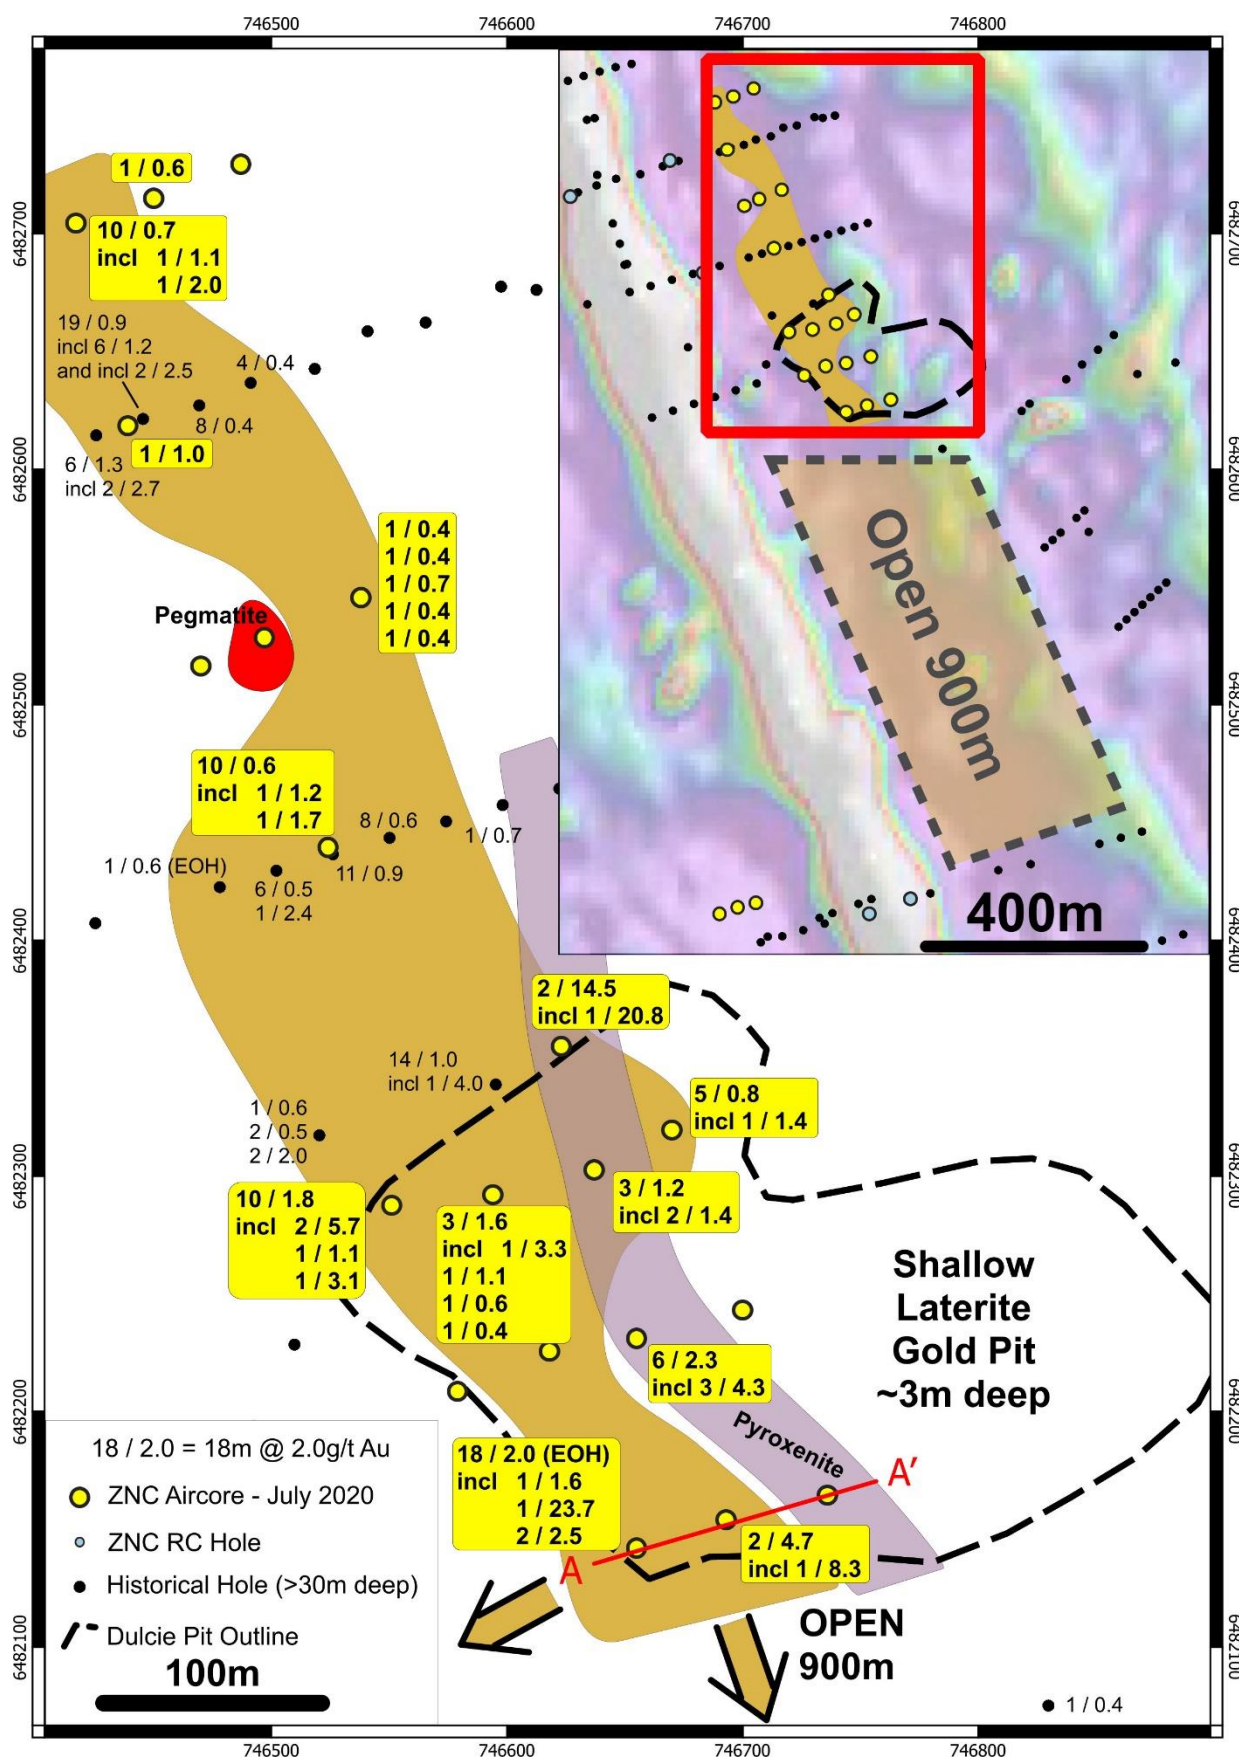 746500
746600
746700
746800
6482700
6482600
6482500
6482400
6482300
6482200
6482100
6482700
6482600
6482500
6482400
6482300
6482200
6482100
1 / 0.6
10 / 0.7
incl 1 / 1.1
1 / 2.0
19 / 0.9
incl 6 / 1.2
and incl 2 / 2.5
4 / 0.4
8 / 0.4
1 / 1.0
6 / 1.3
incl 2 / 2.7
1 / 0.4
1 / 0.4
1 / 0.7
1 / 0.4
1 / 0.4
Pegmatite
Open 900m
400m
10 / 0.6
incl 1 / 1.2
1 / 1.7
8 / 0.6
1 / 0.7
1 / 0.6 (EOH)
6 / 0.5
1 / 2.4
11 / 0.9
2 / 14.5
incl 1 / 20.8
14 / 1.0
incl 1 / 4.0
5 / 0.8
incl 1 / 1.4
1 / 0.6
2 / 0.5
2 / 2.0
3 / 1.2
incl 2 / 1.4
10 / 1.8
incl 2 / 5.7
1 / 1.1
1 / 3.1
3 / 1.6
incl 1 / 3.3
1 / 1.1
1 / 0.6
1 / 0.4
Shallow
Laterite
Gold Pit
~3m deep
6 / 2.3
incl 3 / 4.3
Pyroxenite
18 / 2.0 (EOH)
incl 1 / 1.6
1 / 23.7
2 / 2.5
A
A'
2 / 4.7
incl 1 / 8.3
OPEN
900m
1 / 0.4
18 / 2.0 = 18m @ 2.0g/t Au
ZNC Aircore - July 2020
ZNC RC Hole
Historical Hole (>30m deep)
Dulcie Pit Outline
100m
746500
746600
746700
746800